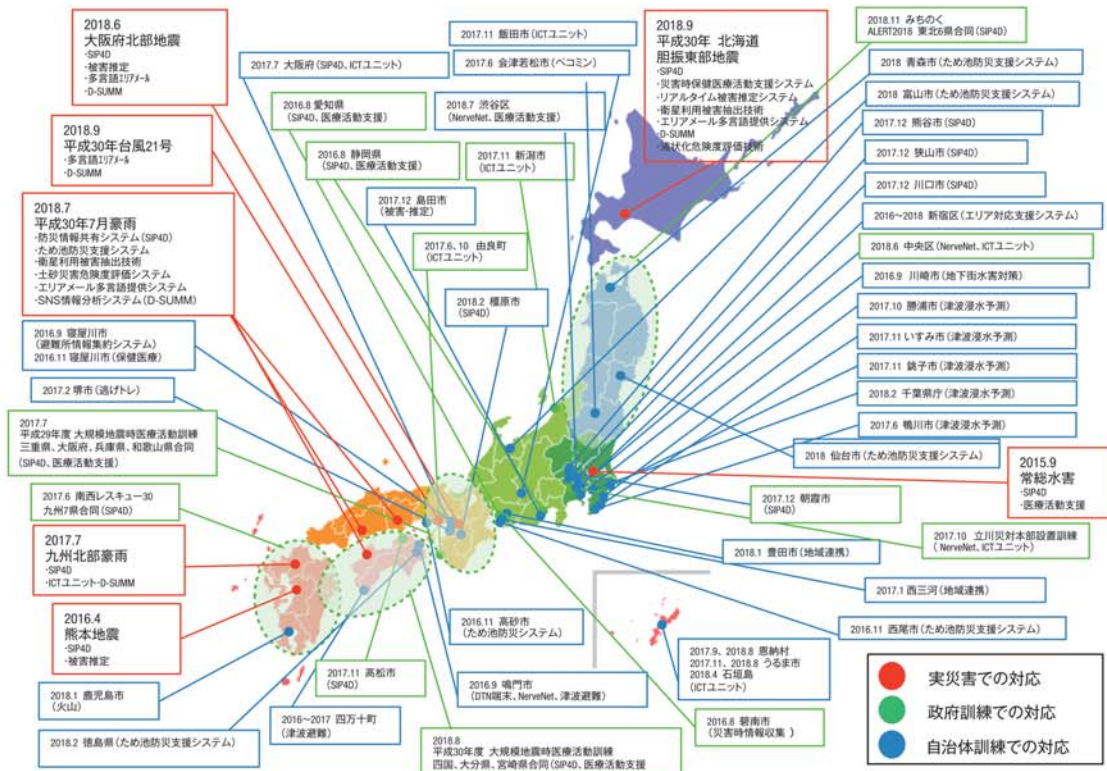 2018.6
大阪府北部地震
・SIP4D
・被害推定
・多言語エリアメール
・D-SUMM
2018.9
平成30年台風21号
・多言語エリアメール
・D-SUMM
2018.7
平成30年7月豪雨
・防災情報共有システム(SIP4D)
・ため池防災支援システム
・衛星利用被害抽出技術
・土砂災害危険度評価システム
・エリアメール多言語提供システム
・SNS情報分析システム(D-SUMM)
2016.9 寝屋川市
(避難所情報集約システム)
2016.11 寝屋川市(保健医療)
2017.2 堺市(逃げトレ)
2017.7
平成29年度 大規模地震時医療活動訓練
三重県、大阪府、兵庫県、和歌山県合同
(SIP4D、医療活動支援)
2017.6 南西レスキュー30
九州7県合同(SIP4D)
2017.7
九州北部豪雨
・SIP4D
・ICTユニット・D-SUMM
2016.4
熊本地震
・SIP4D
・被害推定
2018.1 鹿児島市
(火山)
2018.2 徳島県(ため池防災支援システム)
2017.7 大阪府(SIP4D、ICTユニット)
2016.8 愛知県
(SIP4D、医療活動支援)
2016.8 静岡県
(SIP4D、医療活動支援)
2017.12 島田市
(被害・推定)
2017.6、10 由良町
(ICTユニット)
2018.2 橿原市
(SIP4D)
2017.11 飯田市(ICTユニット)
2017.6 会津若松市(ベコミン)
2018.7 渋谷区
(NerveNet、医療活動支援)
2017.11 新潟市
(ICTユニット)
2018.9
平成30年 北海道
胆振東部地震
・SIP4D
・災害時保健医療活動支援システム
・リアルタイム被害推定システム
・衛星利用被害抽出技術
・エリアメール多言語提供システム
・D-SUMM
・液状化危険度評価技術
2018.11 みちのく
ALERT2018 東北6県合同(SIP4D)
2018 青森市(ため池防災支援システム)
2018 富山市(ため池防災支援システム)
2017.12 熊谷市(SIP4D)
2017.12 狭山市(SIP4D)
2017.12 川口市(SIP4D)
2016～2018 新宿区(エリア対応支援システム)
2018.6 中央区(NerveNet、ICTユニット)
2016.9 川崎市(地下街水害対策)
2017.10 勝浦市(津波浸水予測)
2017.11 いすみ市(津波浸水予測)
2017.11 銚子市(津波浸水予測)
2018.2 千葉県庁(津波浸水予測)
2017.6 鴨川市(津波浸水予測)
2018 仙台市(ため池防災支援システム)
2015.9
常総水害
・SIP4D
・医療活動支援
2017.12 朝霞市
(SIP4D)
2017.10 立川災対本部設置訓練
(NerveNet、ICTユニット)
2018.1 豊田市(地域連携)
2017.1 西三河(地域連携)
2016.11 西尾市(ため池防災支援システム)
2016.11 高砂市
(ため池防災システム)
2017.11 高松市
(SIP4D)
2016.9 鳴門市
(DTN端末、NerveNet、津波避難)
2016～2017 四万十町
(津波避難)
2018.8
平成30年度 大規模地震時医療活動訓練
四国、大分県、宮崎県合同(SIP4D、医療活動支援
2017.9、2018.8 恩納村
2017.11、2018.8 うるま市
2018.4 石垣島
(ICTユニット)
2016.8 碧南市
(災害時情報収集 )
実災害での対応
政府訓練での対応
自治体訓練での対応